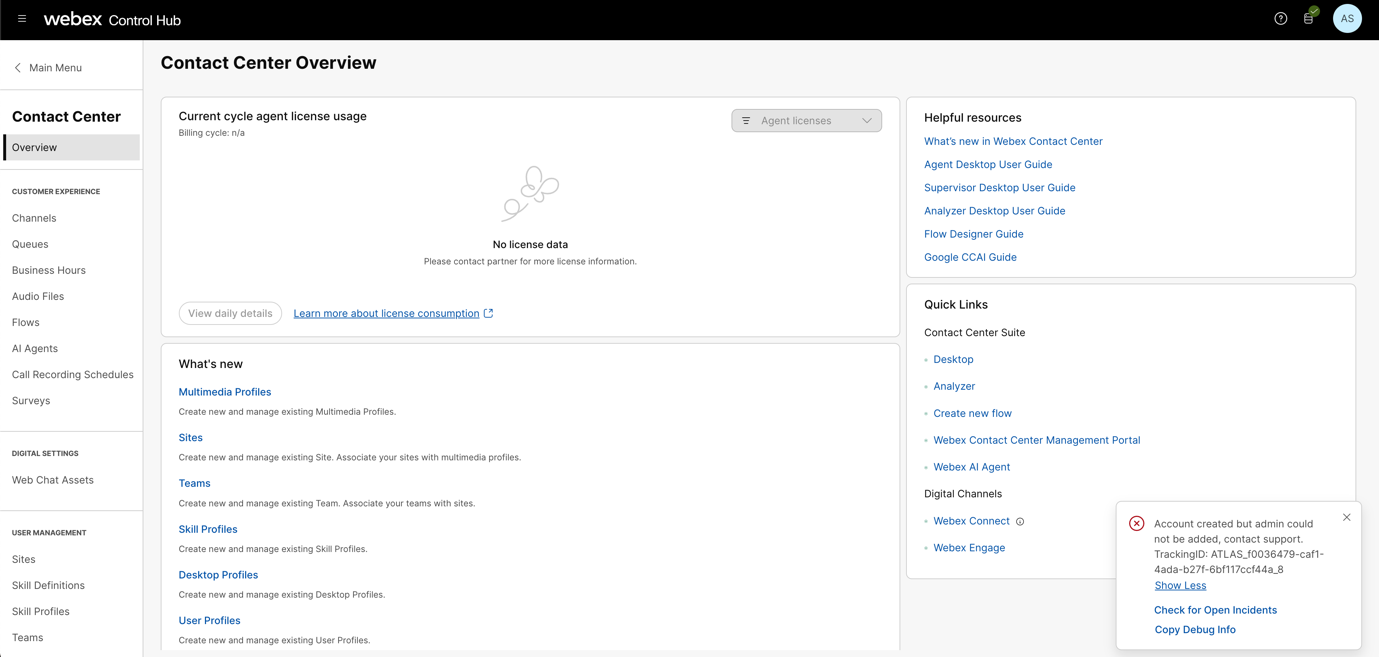 webex Control Hub
AS
Main Menu
Contact Center
Overview
CUSTOMER EXPERIENCE
Channels
Queues
Business Hours
Audio Files
Flows
AI Agents
Call Recording Schedules
Surveys
DIGITAL SETTINGS
Web Chat Assets
USER MANAGEMENT
Sites
Skill Definitions
Skill Profiles
Teams
Contact Center Overview
Current cycle agent license usage
Billing cycle: n/a
Agent licenses
No license data
Please contact partner for more license information.
View daily details
Learn more about license consumption
What's new
Multimedia Profiles
Create new and manage existing Multimedia Profiles.
Sites
Create new and manage existing Site. Associate your sites with multimedia profiles.
Teams
Create new and manage existing Team. Associate your teams with sites.
Skill Profiles
Create new and manage existing Skill Profiles.
Desktop Profiles
Create new and manage existing Desktop Profiles.
User Profiles
Create new and manage existing User Profiles.
Helpful resources
What's new in Webex Contact Center
Agent Desktop User Guide
Supervisor Desktop User Guide
Analyzer Desktop User Guide
Flow Designer Guide
Google CCAI Guide
Quick Links
Contact Center Suite
Desktop
Analyzer
Create new flow
Webex Contact Center Management Portal
Webex AI Agent
Digital Channels
Webex Connect
Webex Engage
Account created but admin could
not be added, contact support.
TrackingID: ATLAS_f0036479-caf1-
4ada-b27f-6bf117ccf44a_8
Show Less
Check for Open Incidents
Copy Debug Info